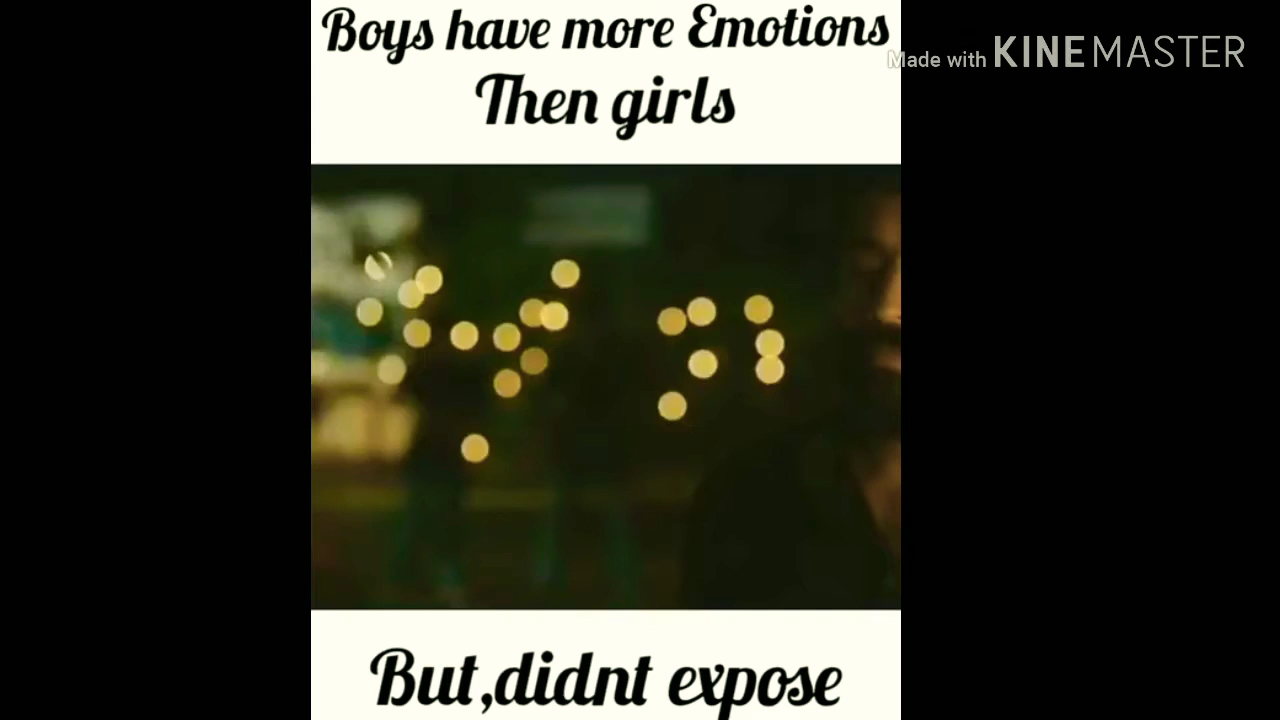 Boys have more Emotions
Made with KINEMASTER
Then girls
But,didnt expose